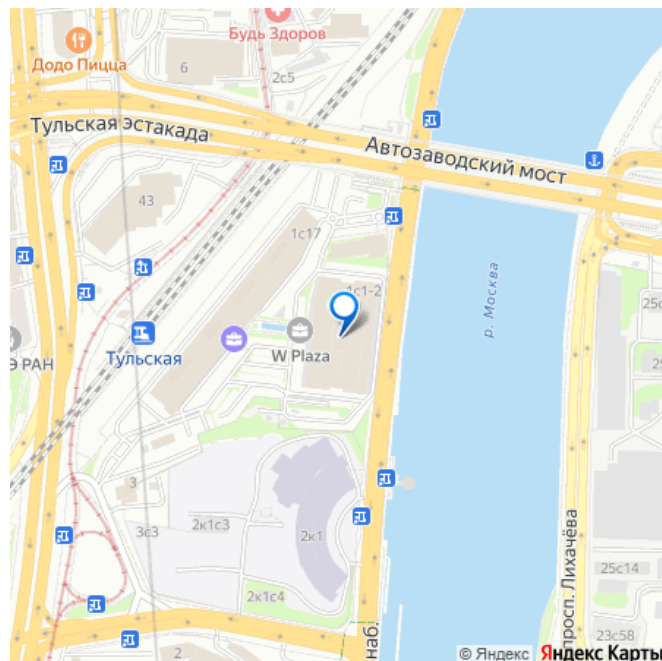 Будь Здоров
Додо Пицца
6
2с5
Тульская эстакада
Автозаводский мост
43
1с17
1с1-2
р. Москва
25с
W Plaza
Тульская
Э РАН
25
3
3с3
2к1с3
2к1
2к1с4
25с14
23с58
2
наб.
просп. Лихачёва
© Яндекс Яндекс Карты